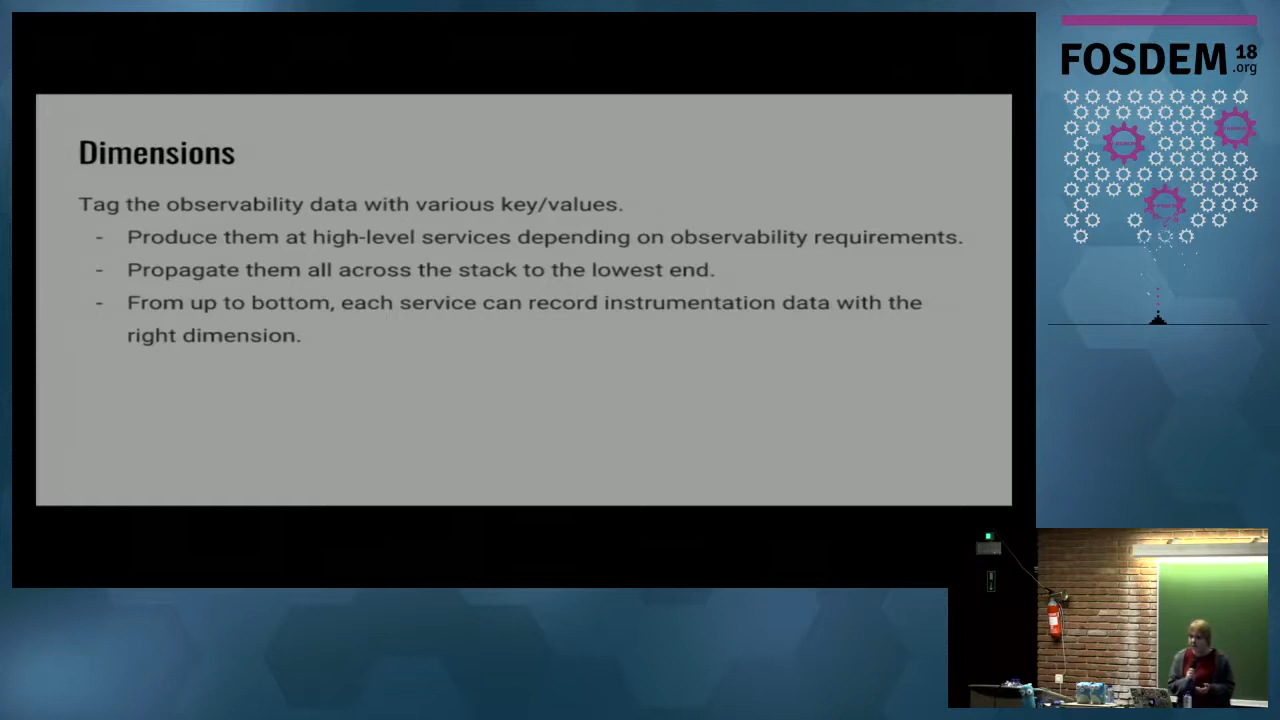 Dimensions
Tag the observability data with various key/values.
- Produce them at high-level services depending on observability requirements.
- Propagate them all across the stack to the lowest end.
- From up to bottom, each service can record instrumentation data with the
right dimension.
FOSDEM 18
.org